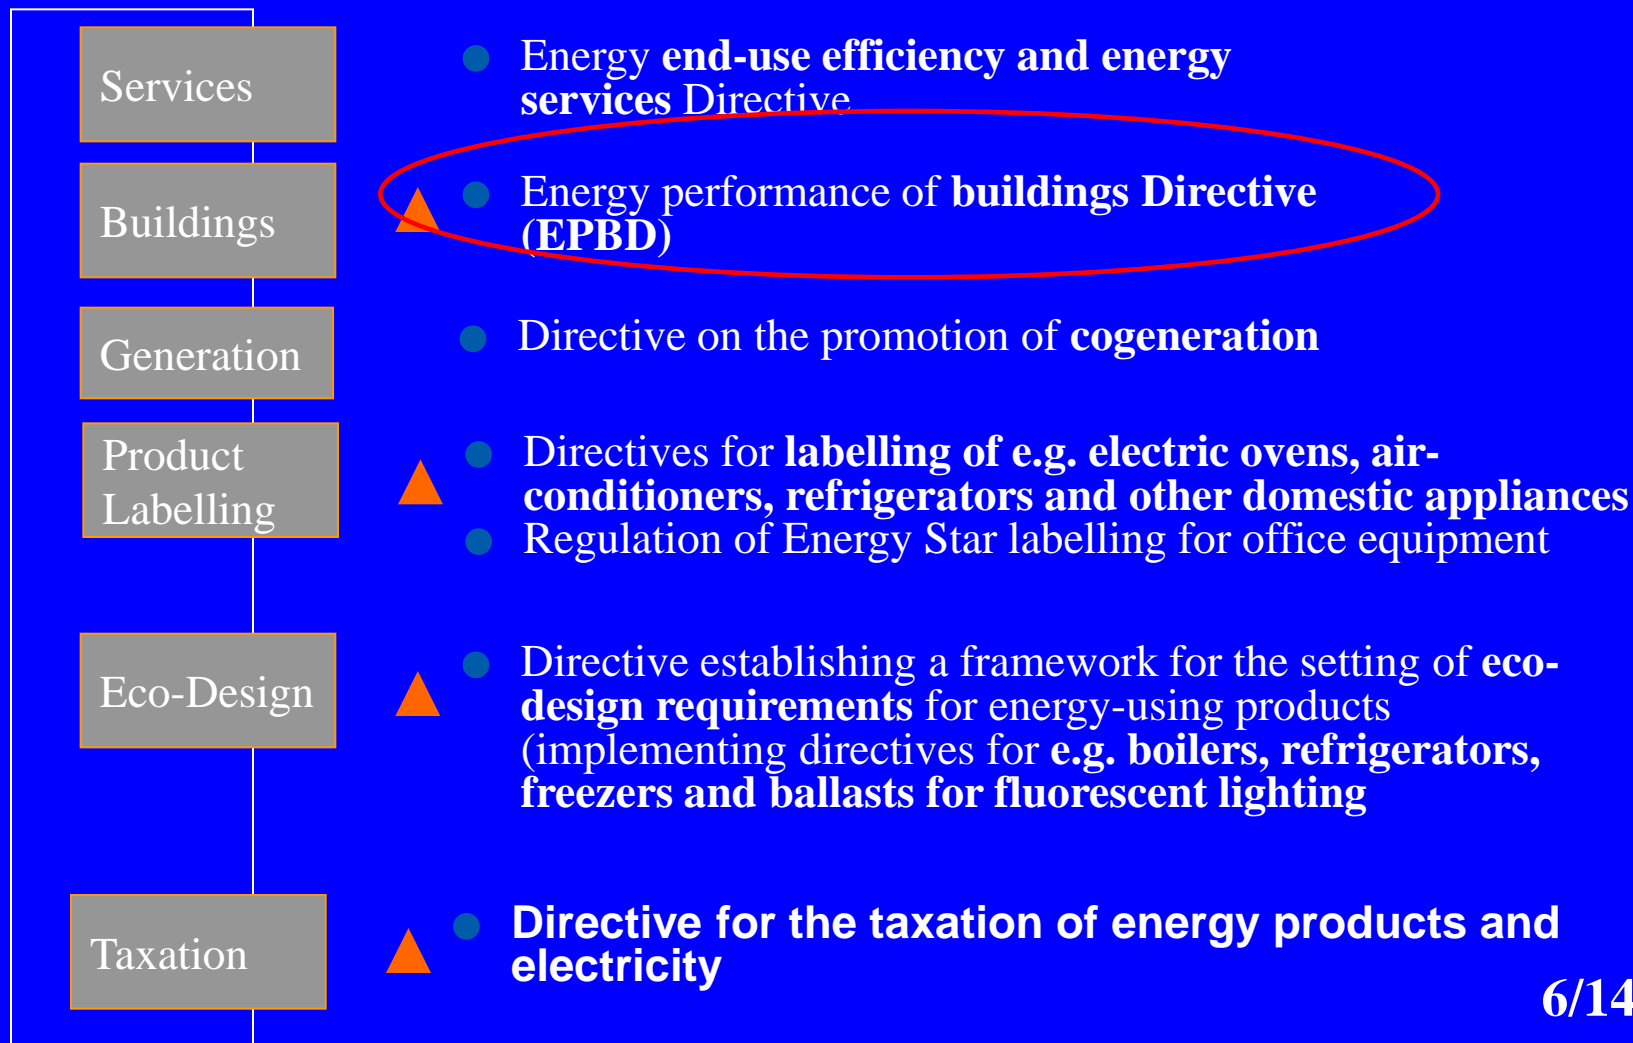 Services
Energy end-use efficiency and energy
services Directive
Buildings
Energy performance of buildings Directive
(EPBD)
Generation
Directive on the promotion of cogeneration
Product
Labelling
Directives for labelling of e.g. electric ovens, air-
conditioners, refrigerators and other domestic appliances
Regulation of Energy Star labelling for office equipment
Eco-Design
Directive establishing a framework for the setting of eco-
design requirements for energy-using products
(implementing directives for e.g. boilers, refrigerators,
freezers and ballasts for fluorescent lighting
Taxation
Directive for the taxation of energy products and
electricity
6/14